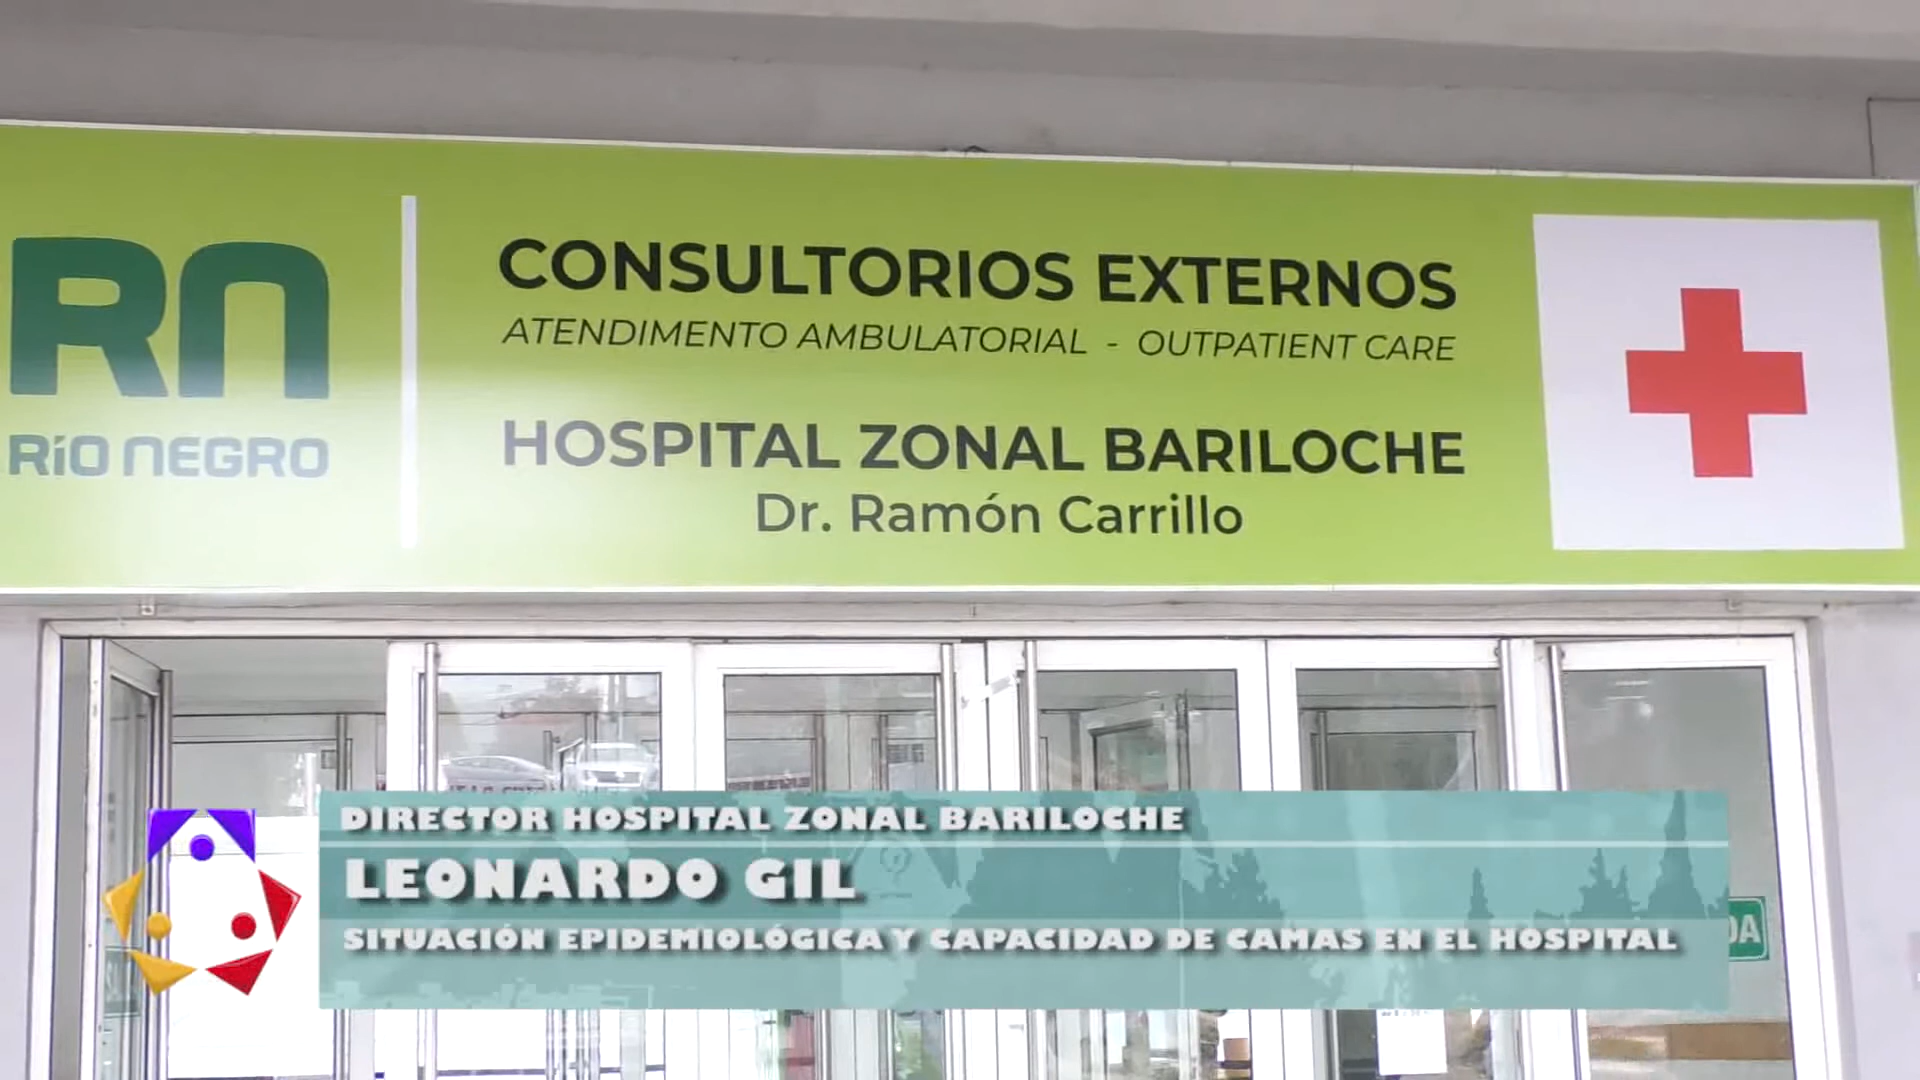 RN
RÍO NEGRO
CONSULTORIOS EXTERNOS
ATENDIMENTO AMBULATORIAL - OUTPATIENT CARE
HOSPITAL ZONAL BARILOCHE
Dr. Ramón Carrillo
DIRECTOR HOSPITAL ZONAL BARILOCHE
LEONARDO GIL
SITUACIÓN EPIDEMIOLÓGICA Y CAPACIDAD DE CAMAS EN EL HOSPITAL